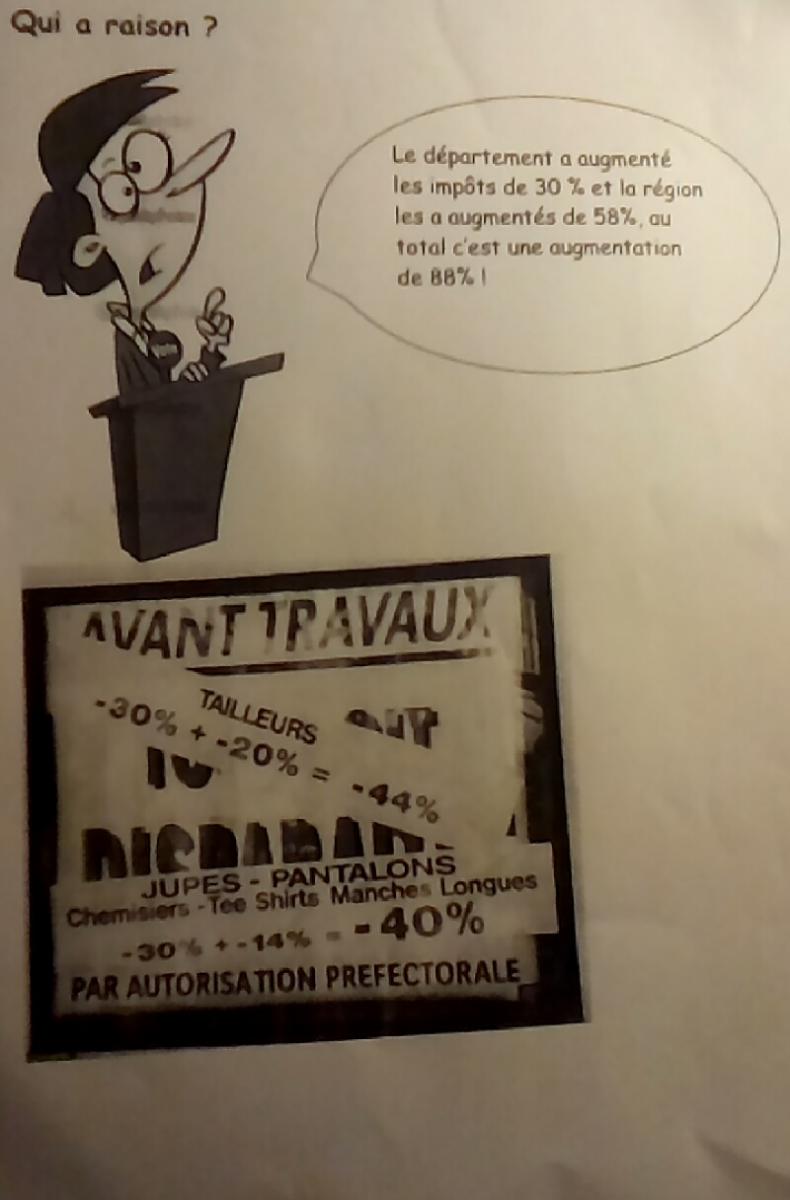 Qui a raison ?
Le département a augmenté
les impôts de 30 % et la région
les a augmentés de 58%, au
total c'est une augmentation
de 88% !
AVANT TRAVAUX
TAILLEURS
-30% + -20% = -44%
JUPES - PANTALONS
Chemisiers - Tee Shirts Manches Longues
-30% + -14% = -40%
PAR AUTORISATION PREFECTORALE